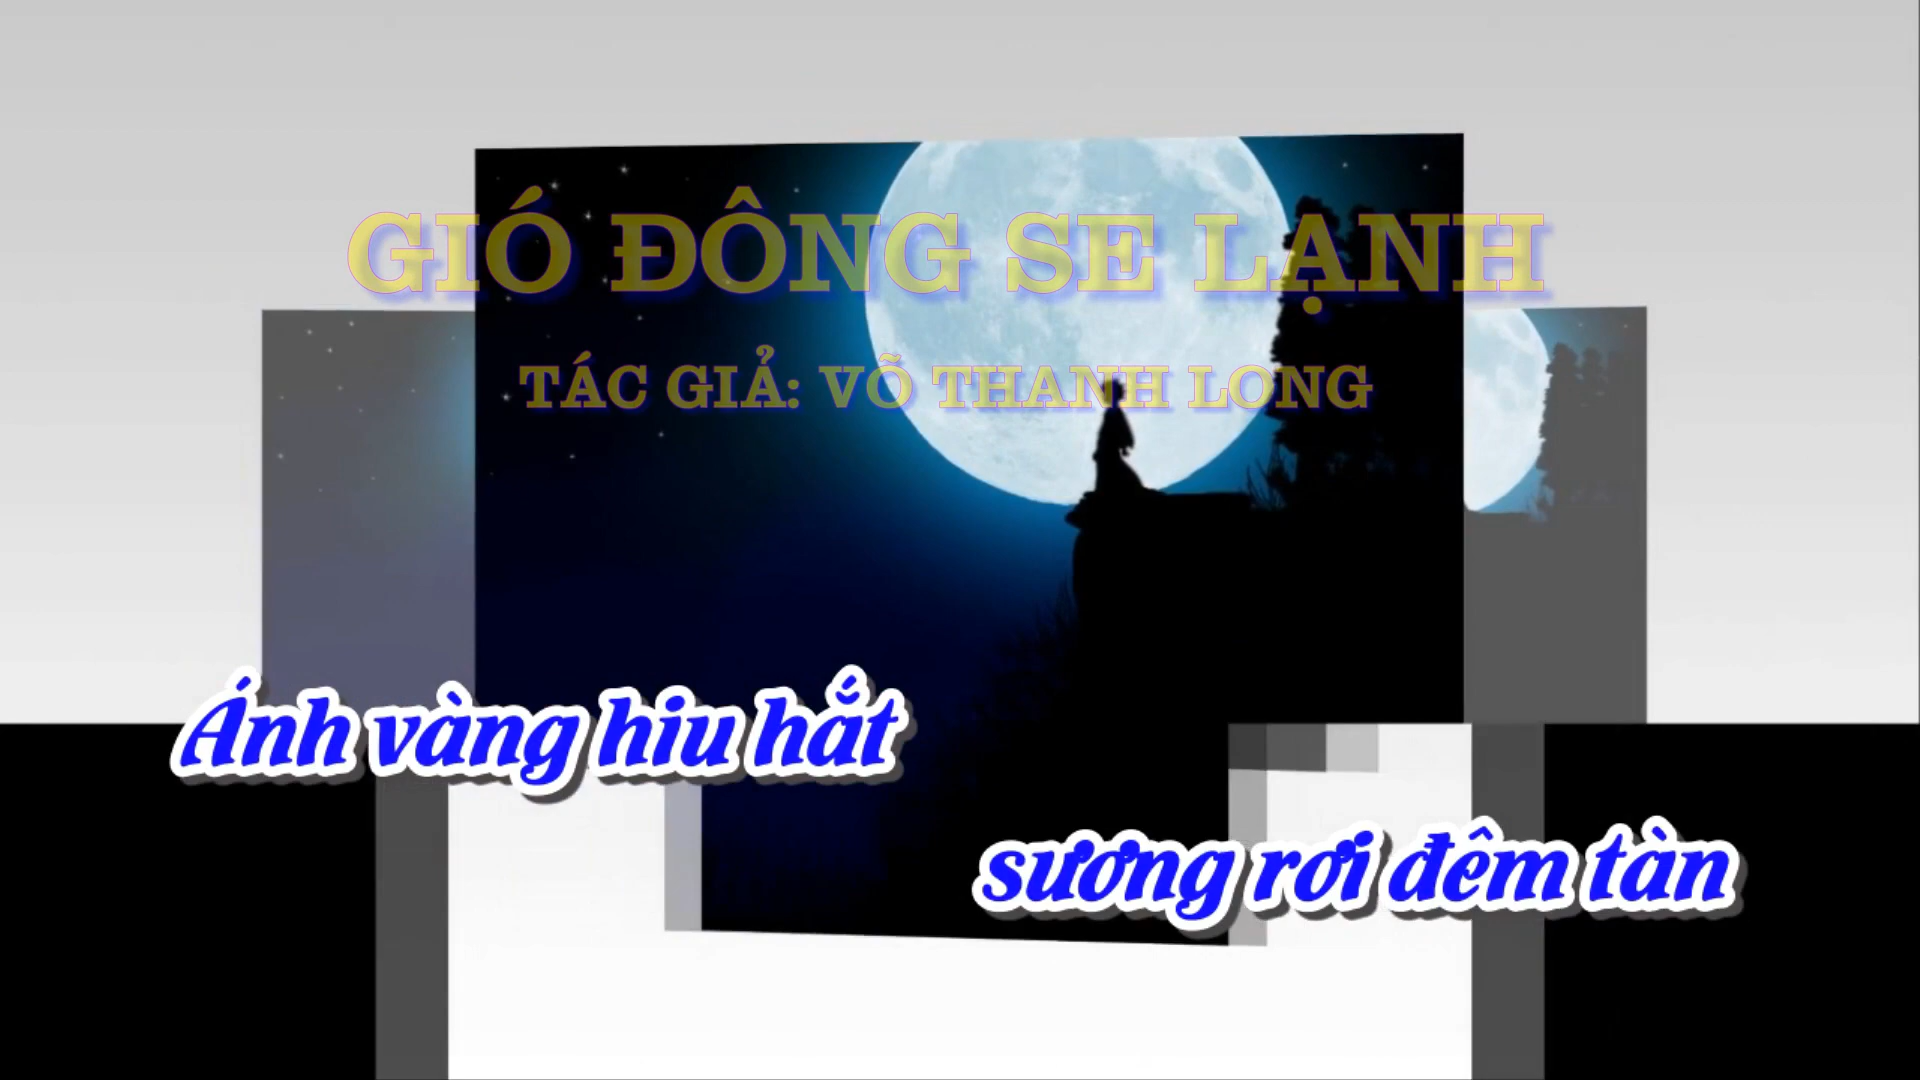 GIÓ ĐÔNG SE LẠNH
TÁC GIẢ: VÕ THANH LONG
Ánh vàng hiu hắt
sương rơi đêm tàn